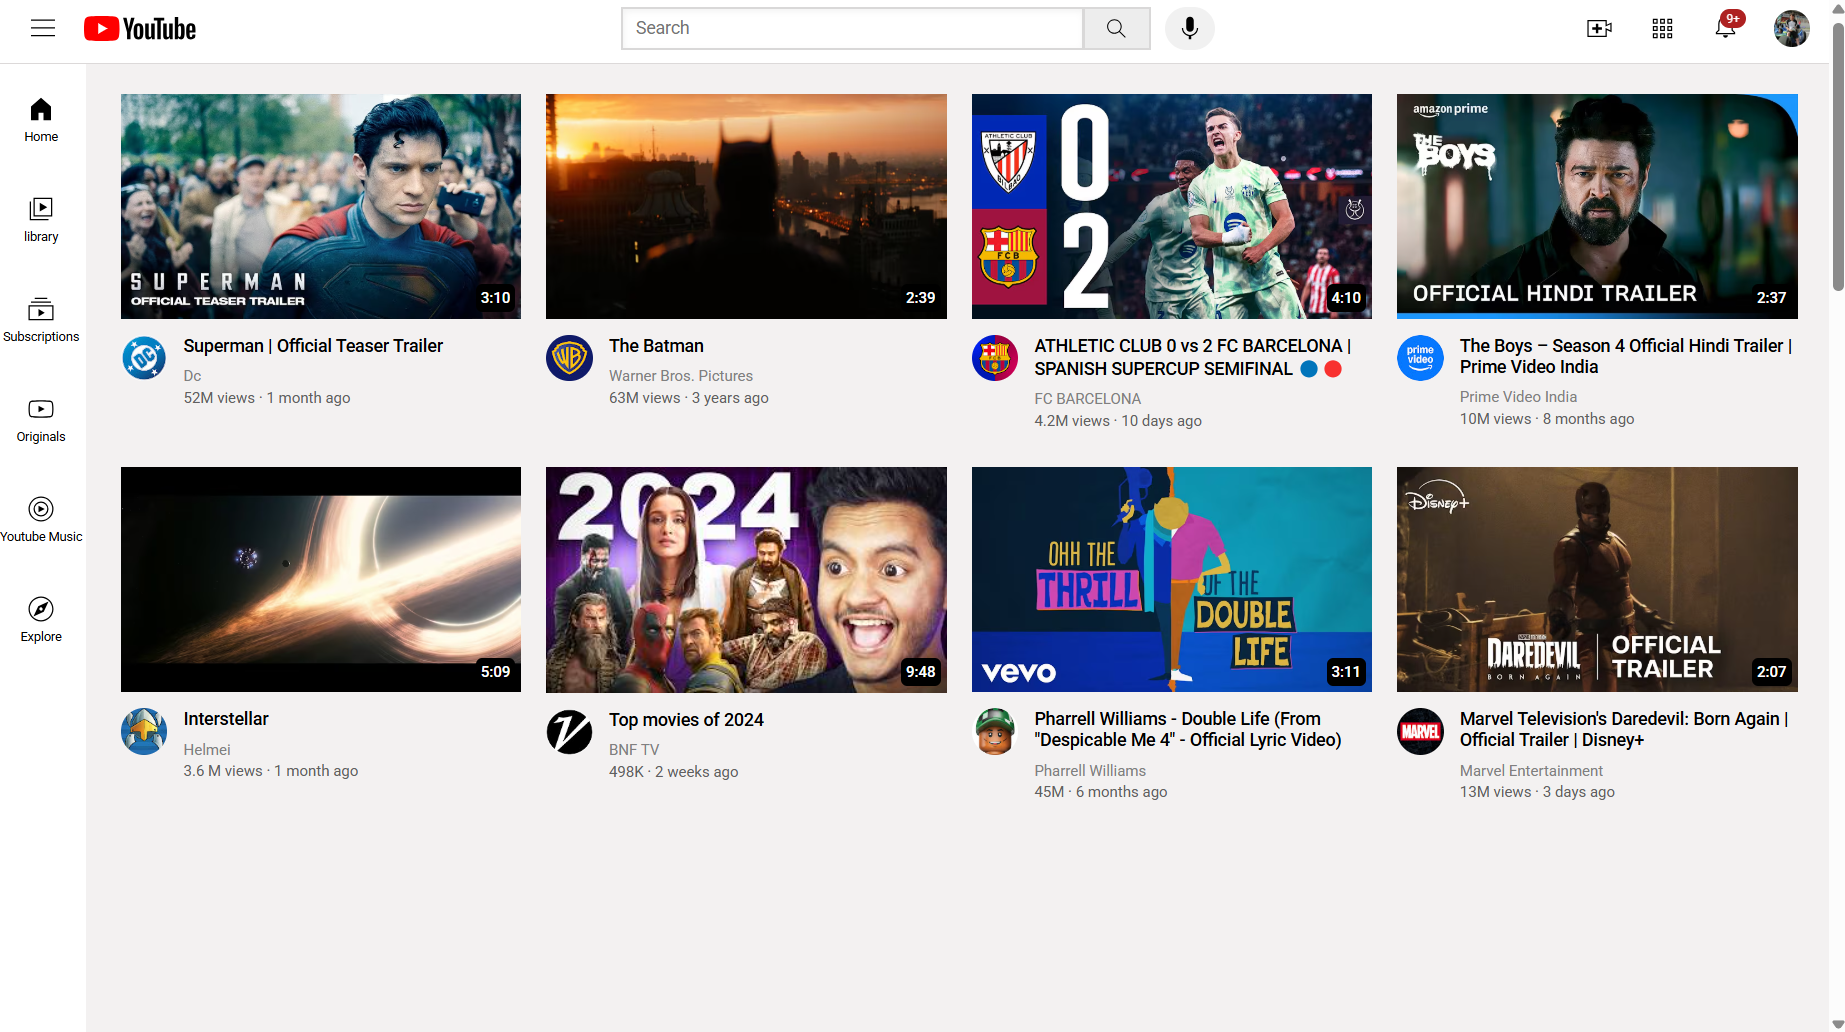 YouTube
Search
9+
Home
library
Subscriptions
Originals
Youtube Music
Explore
SUPERMAN
OFFICIAL TEASER TRAILER
3:10
DC
Superman | Official Teaser Trailer
Dc
52M views · 1 month ago
2:39
WB
The Batman
Warner Bros. Pictures
63M views · 3 years ago
ATHLETIC CLUB
BILBAO
0
FCB
2
4:10
ATHLETIC CLUB 0 vs 2 FC BARCELONA |
SPANISH SUPERCUP SEMIFINAL 🔵 🔴
FC BARCELONA
4.2M views · 10 days ago
amazon prime
THE
BOYS
OFFICIAL HINDI TRAILER
2:37
prime
video
The Boys – Season 4 Official Hindi Trailer |
Prime Video India
Prime Video India
10M views · 8 months ago
5:09
Interstellar
Helmei
3.6 M views · 1 month ago
2024
9:48
Top movies of 2024
BNF TV
498K · 2 weeks ago
OHH THE
THRILL
OF THE
DOUBLE
LIFE
vevo
3:11
Pharrell Williams - Double Life (From
"Despicable Me 4" - Official Lyric Video)
Pharrell Williams
45M · 6 months ago
Disney+
DAREDEVIL
BORN AGAIN
OFFICIAL
TRAILER
2:07
MARVEL
Marvel Television's Daredevil: Born Again |
Official Trailer | Disney+
Marvel Entertainment
13M views · 3 days ago